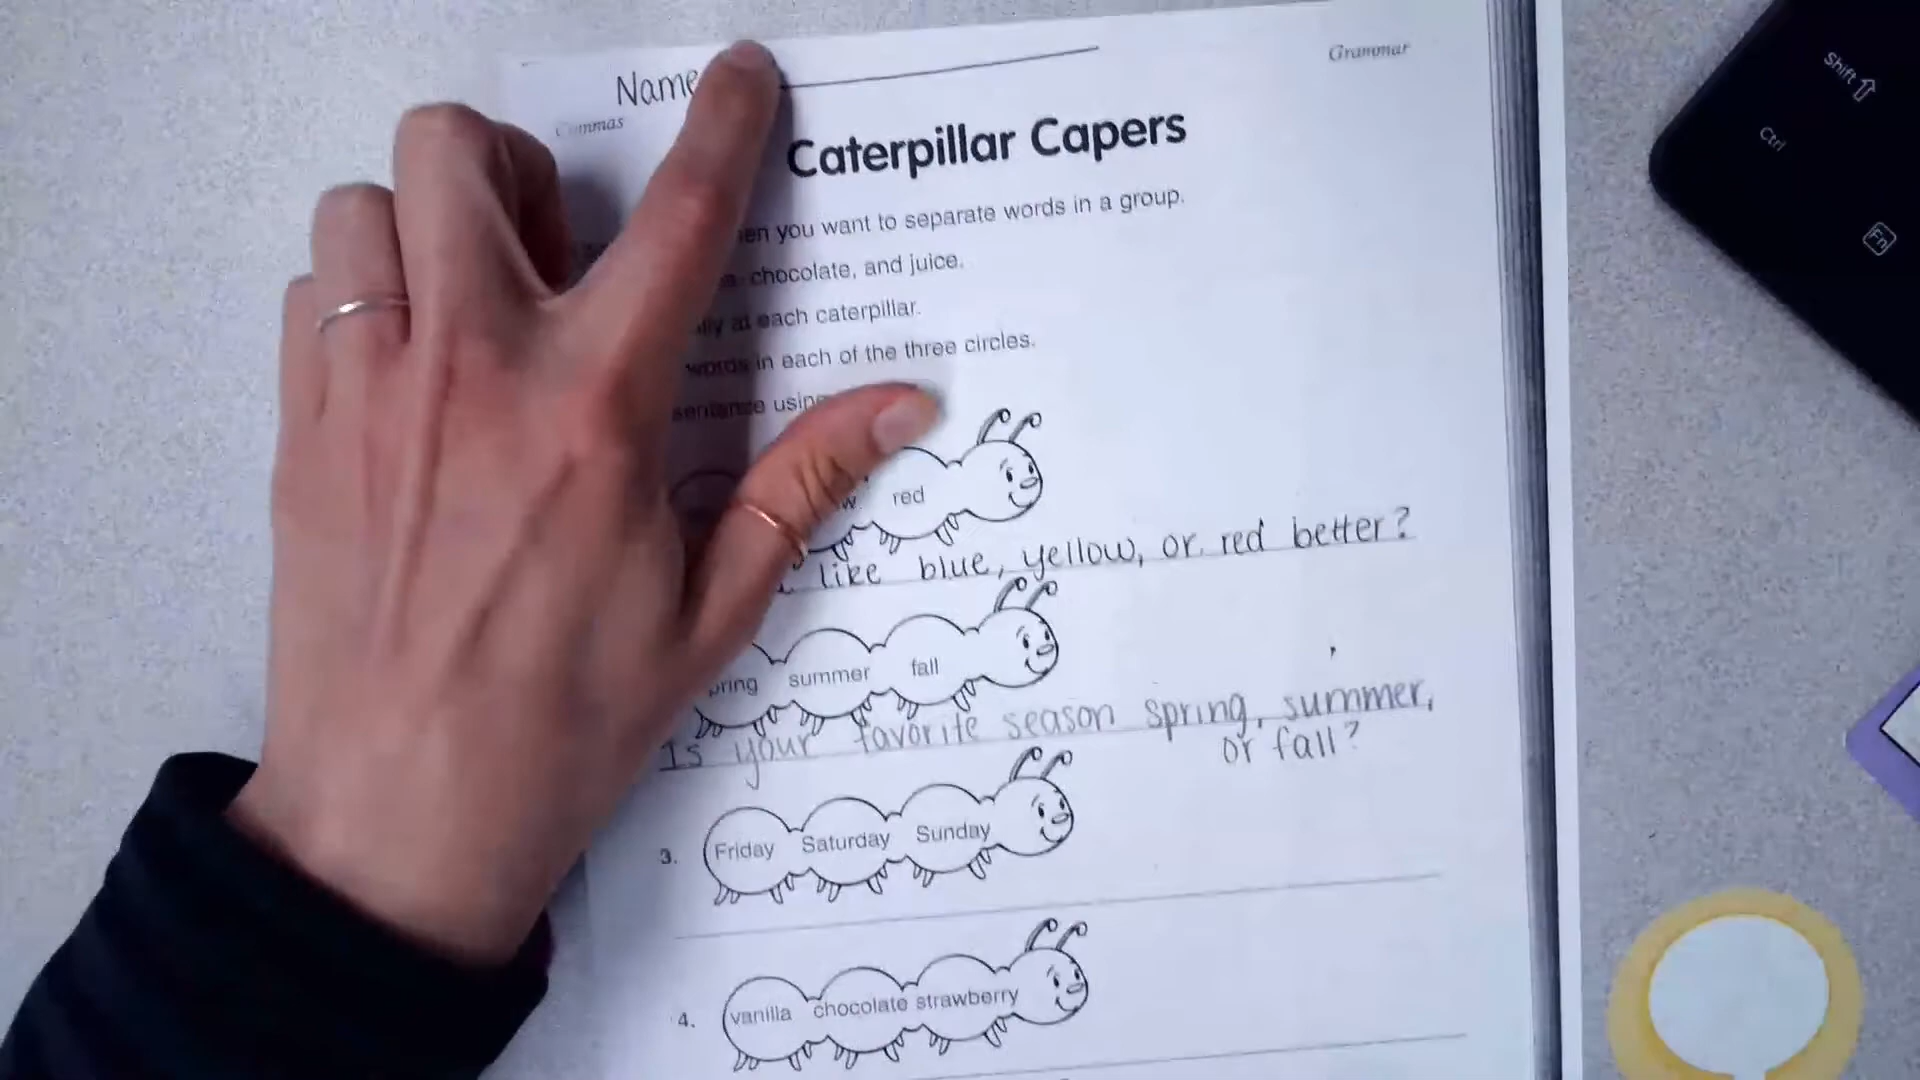 Grammar
Name
Commas
Caterpillar Capers
you want to separate words in a group.
chocolate, and juice.
at each caterpillar.
words in each of the three circles.
sentence
red
like blue, yellow, or red better?
summer fall
Is your favorite season spring, summer,
or fall?
3. Friday Saturday Sunday
4. vanilla chocolate strawberry
Shift
Ctrl
Fn